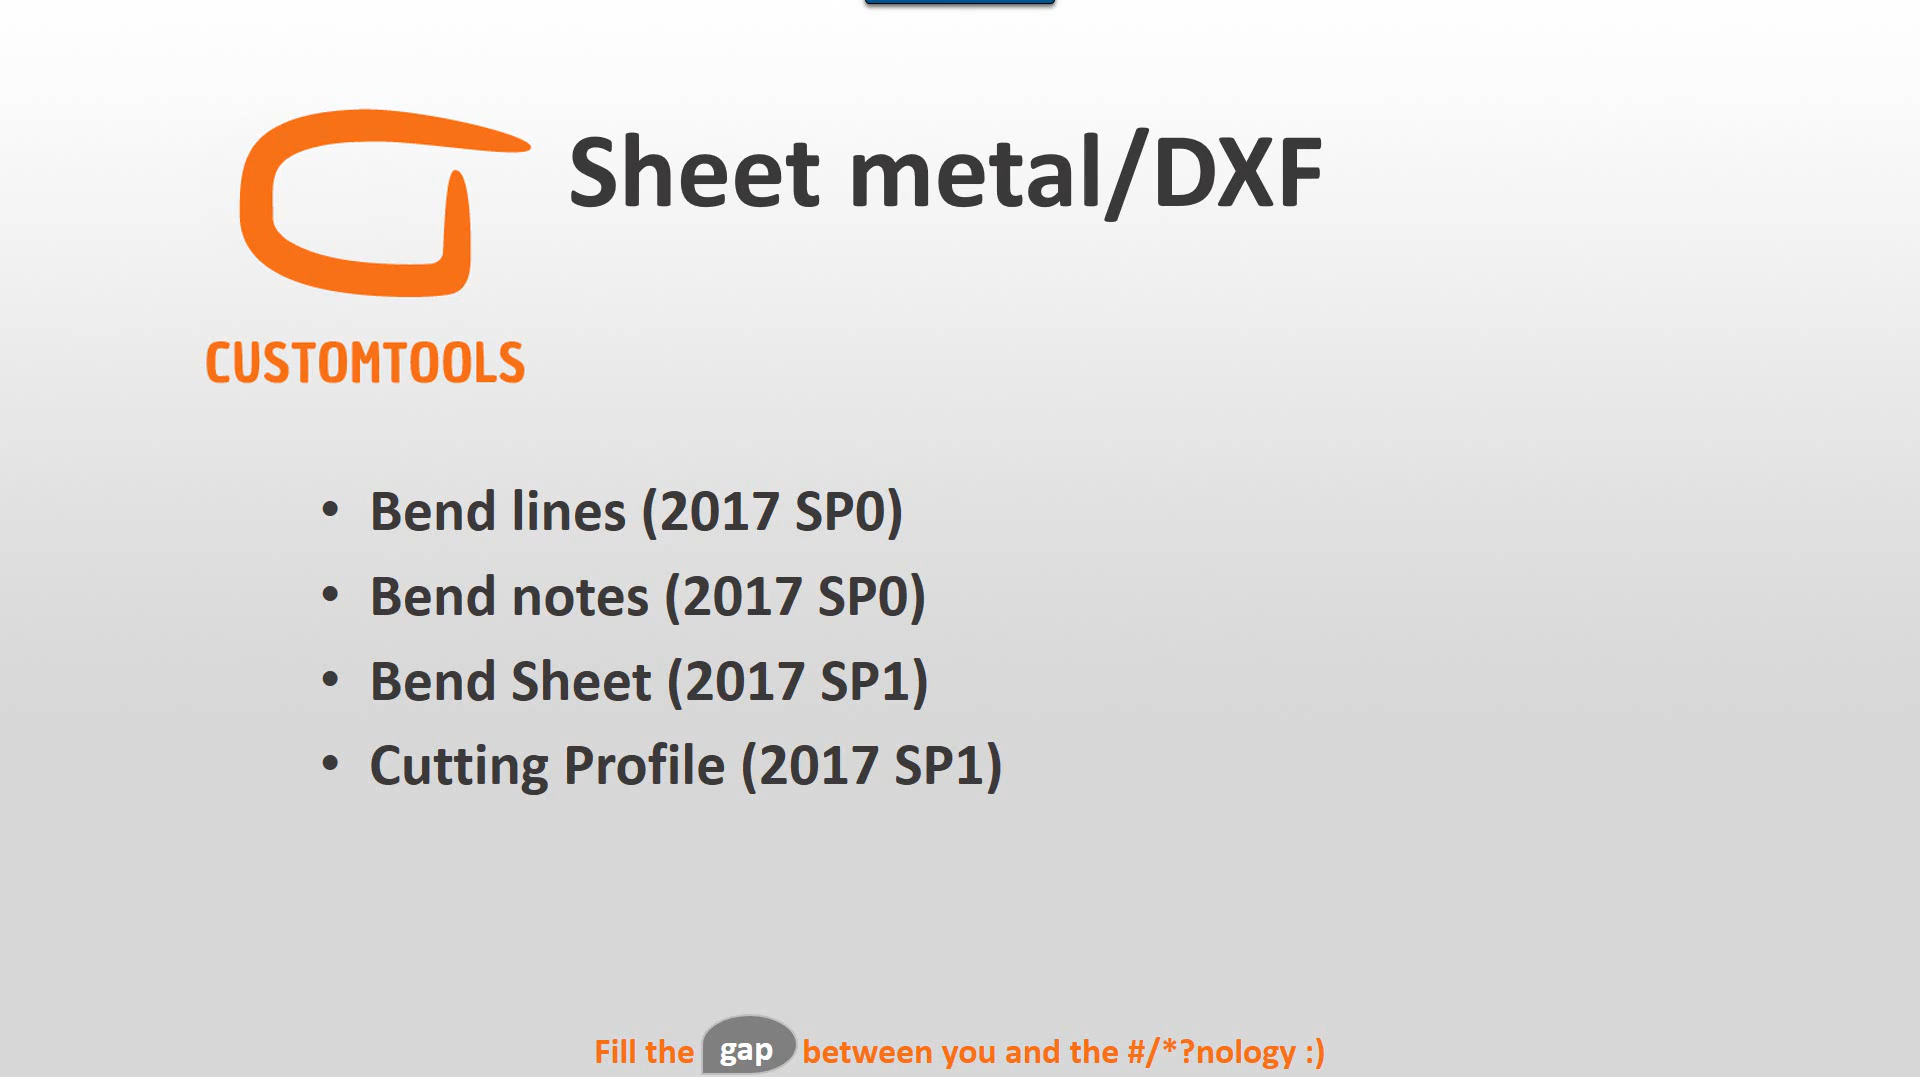 Sheet metal/DXF
CUSTOMTOOLS
• Bend lines (2017 SP0)
• Bend notes (2017 SP0)
• Bend Sheet (2017 SP1)
• Cutting Profile (2017 SP1)
Fill the gap between you and the #/*?nology :)